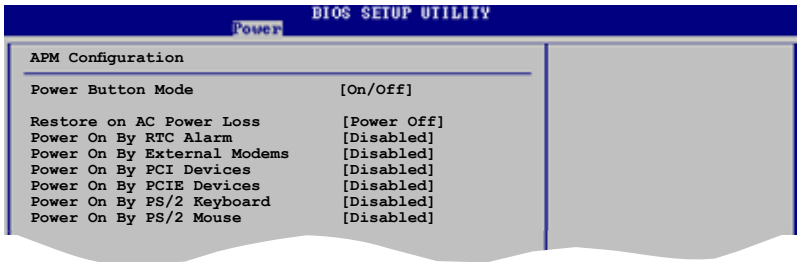 BIOS SETUP UTILITY
Power
APM Configuration
Power Button Mode [On/Off]
Restore on AC Power Loss [Power Off]
Power On By RTC Alarm [Disabled]
Power On By External Modems [Disabled]
Power On By PCI Devices [Disabled]
Power On By PCIE Devices [Disabled]
Power On By PS/2 Keyboard [Disabled]
Power On By PS/2 Mouse [Disabled]